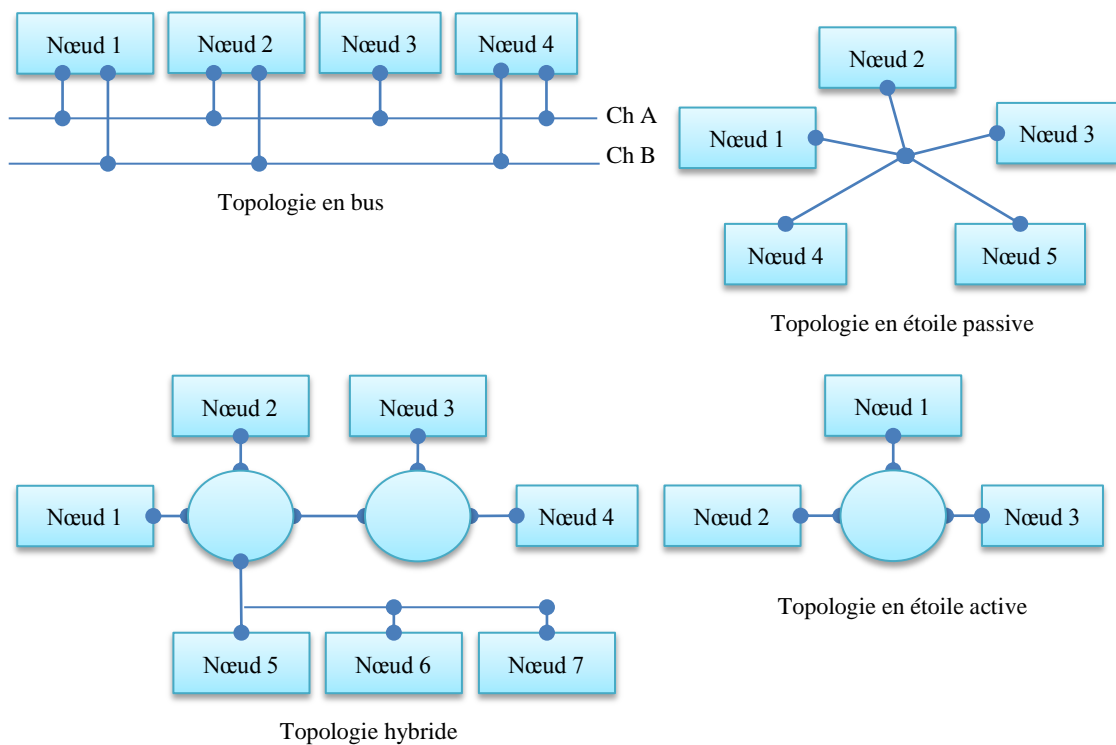 Nœud 1
Nœud 2
Nœud 3
Nœud 4
Ch A
Ch B
Topologie en bus
Nœud 2
Nœud 1
Nœud 3
Nœud 4
Nœud 5
Topologie en étoile passive
Nœud 2
Nœud 3
Nœud 1
Nœud 4
Nœud 5
Nœud 6
Nœud 7
Topologie hybride
Nœud 1
Nœud 2
Nœud 3
Topologie en étoile active